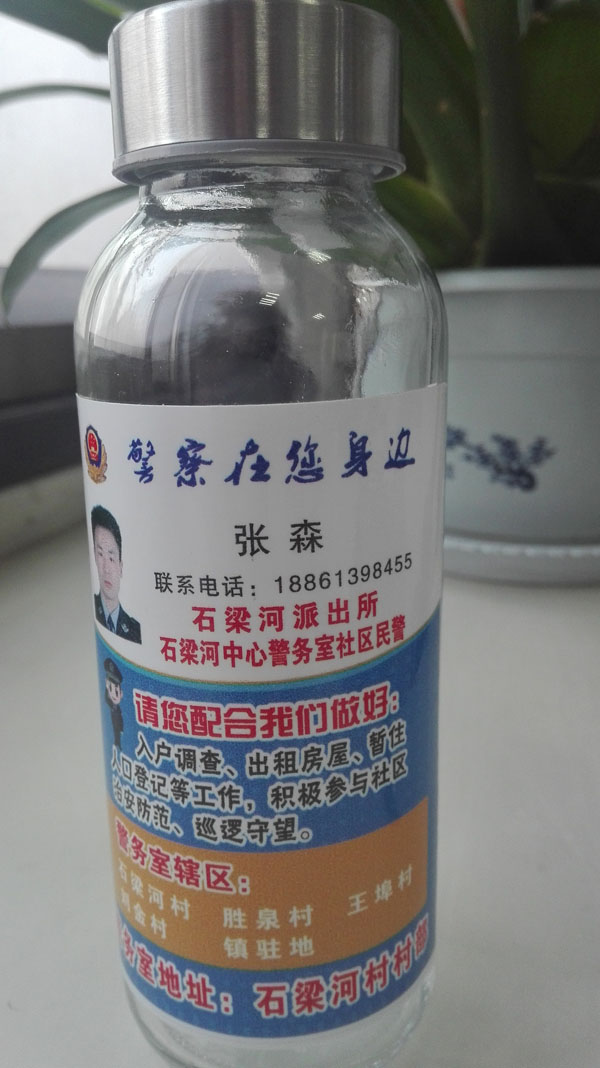 警察在您身边
张 森
联系电话：18861398455
石梁河派出所
石梁河中心警务室社区民警
请您配合我们做好：
入户调查、出租房屋、暂住
人口登记等工作，积极参与社区
治安防范、巡逻守望。
警务室辖区：
石梁河村 胜泉村 王埠村
刘金村 镇驻地
务室地址：石梁河村村部